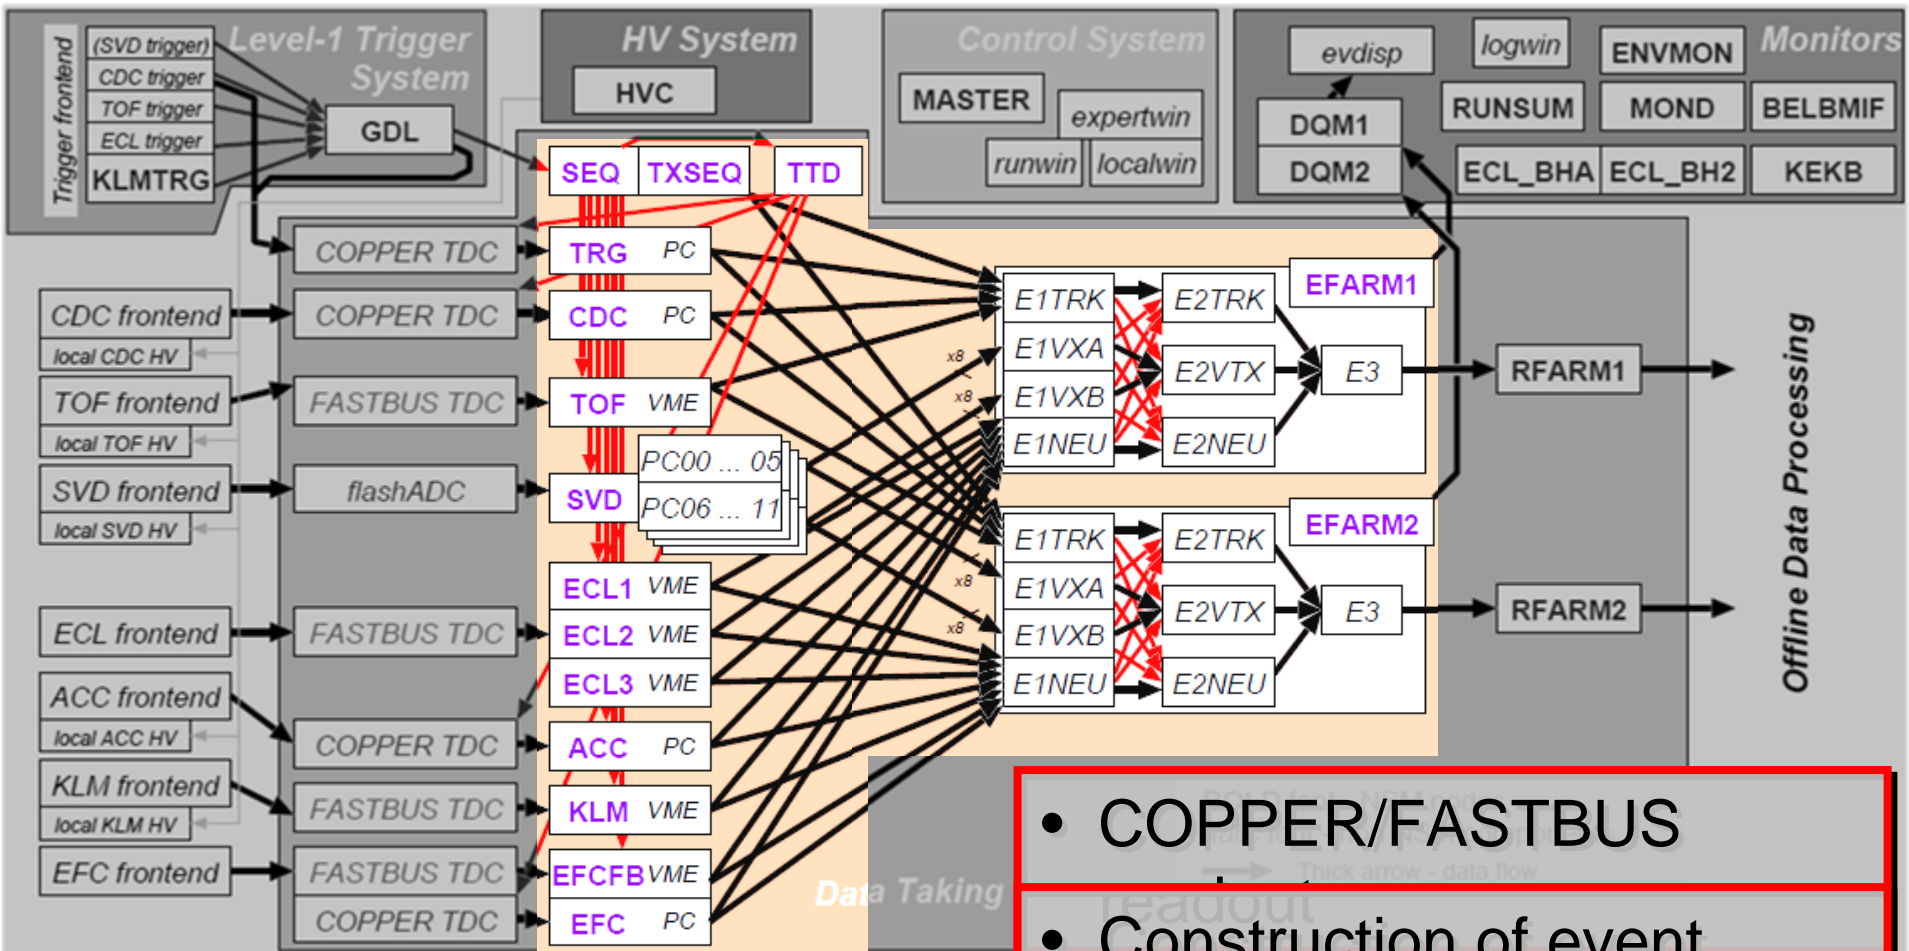 Level-1 Trigger
System
Trigger frontend
(SVD trigger)
CDC trigger
TOF trigger
ECL trigger
KLMTRG
GDL
HV System
HVC
Control System
MASTER
expertwin
runwin
localwin
Monitors
evdisp
logwin
ENVMON
DQM1
RUNSUM
MOND
BELBMIF
DQM2
ECL_BHA
ECL_BH2
KEKB
SEQ
TXSEQ
TTD
COPPER TDC
TRG PC
CDC frontend
local CDC HV
COPPER TDC
CDC PC
TOF frontend
local TOF HV
FASTBUS TDC
TOF VME
SVD frontend
local SVD HV
flashADC
SVD
PC00 ... 05
PC06 ... 11
ECL frontend
FASTBUS TDC
ECL1 VME
ECL2 VME
ECL3 VME
ACC frontend
local ACC HV
COPPER TDC
ACC PC
KLM frontend
local KLM HV
FASTBUS TDC
KLM VME
EFC frontend
FASTBUS TDC
EFCFB VME
COPPER TDC
EFC PC
x8
x8
x8
x8
EFARM1
E1TRK
E1VXA
E1VXB
E1NEU
E2TRK
E2VTX
E2NEU
E3
RFARM1
EFARM2
E1TRK
E1VXA
E1VXB
E1NEU
E2TRK
E2VTX
E2NEU
E3
RFARM2
Offline Data Processing
Data Taking
• COPPER/FASTBUS
readout
Thick arrow - data flow
• Construction of event